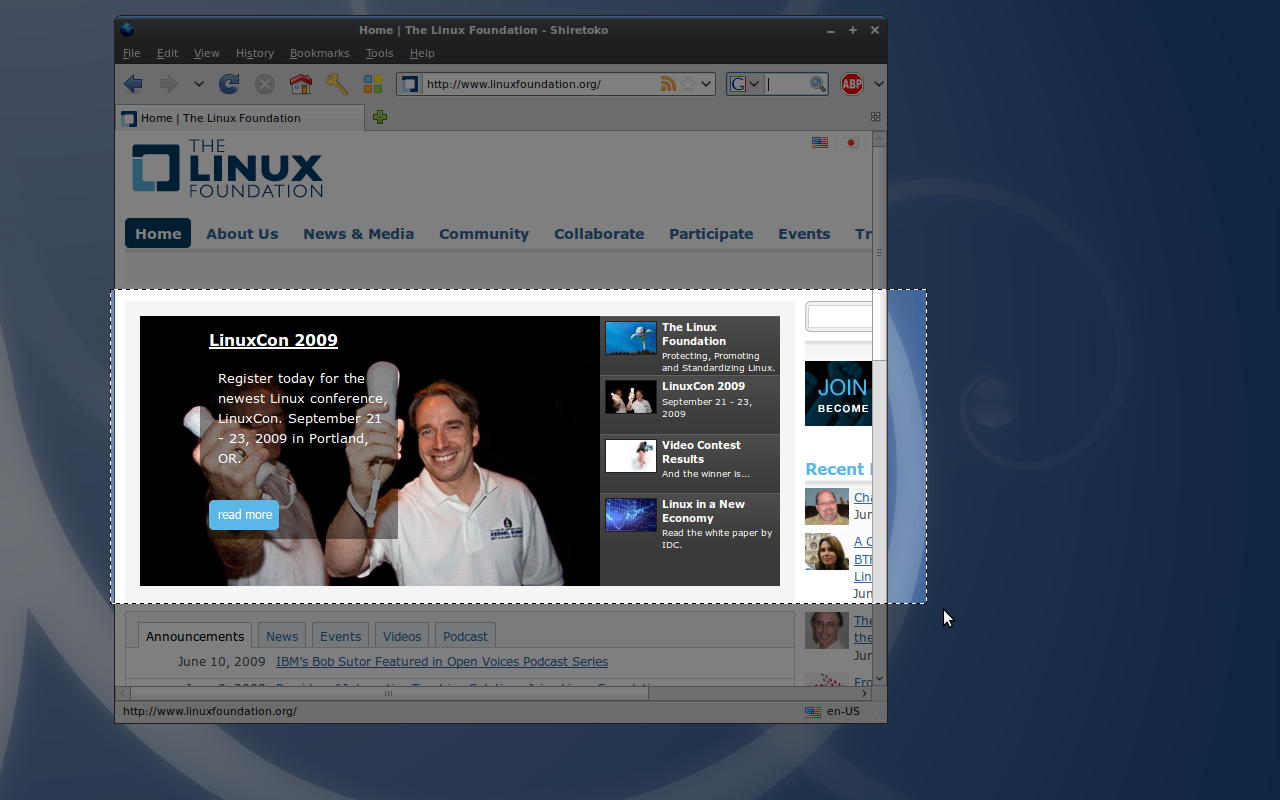 Home | The Linux Foundation - Shiretoko
File Edit View History Bookmarks Tools Help
http://www.linuxfoundation.org/
G
ABP
Home | The Linux Foundation
THE
LINUX
FOUNDATION
Home About Us News & Media Community Collaborate Participate Events Tr
LinuxCon 2009
Register today for the
newest Linux conference,
LinuxCon. September 21
- 23, 2009 in Portland,
OR.
read more
KERNEL
The Linux
Foundation
Protecting, Promoting
and Standardizing Linux.
LinuxCon 2009
September 21 - 23,
2009
Video Contest
Results
And the winner is...
Linux in a New
Economy
Read the white paper by
IDC.
JOIN
BECOME
Recent
Cha
Jun
A C
BTR
Lin
Jun
The
the
Jun
Fro
Announcements News Events Videos Podcast
June 10, 2009 IBM's Bob Sutor Featured in Open Voices Podcast Series
http://www.linuxfoundation.org/
en-US